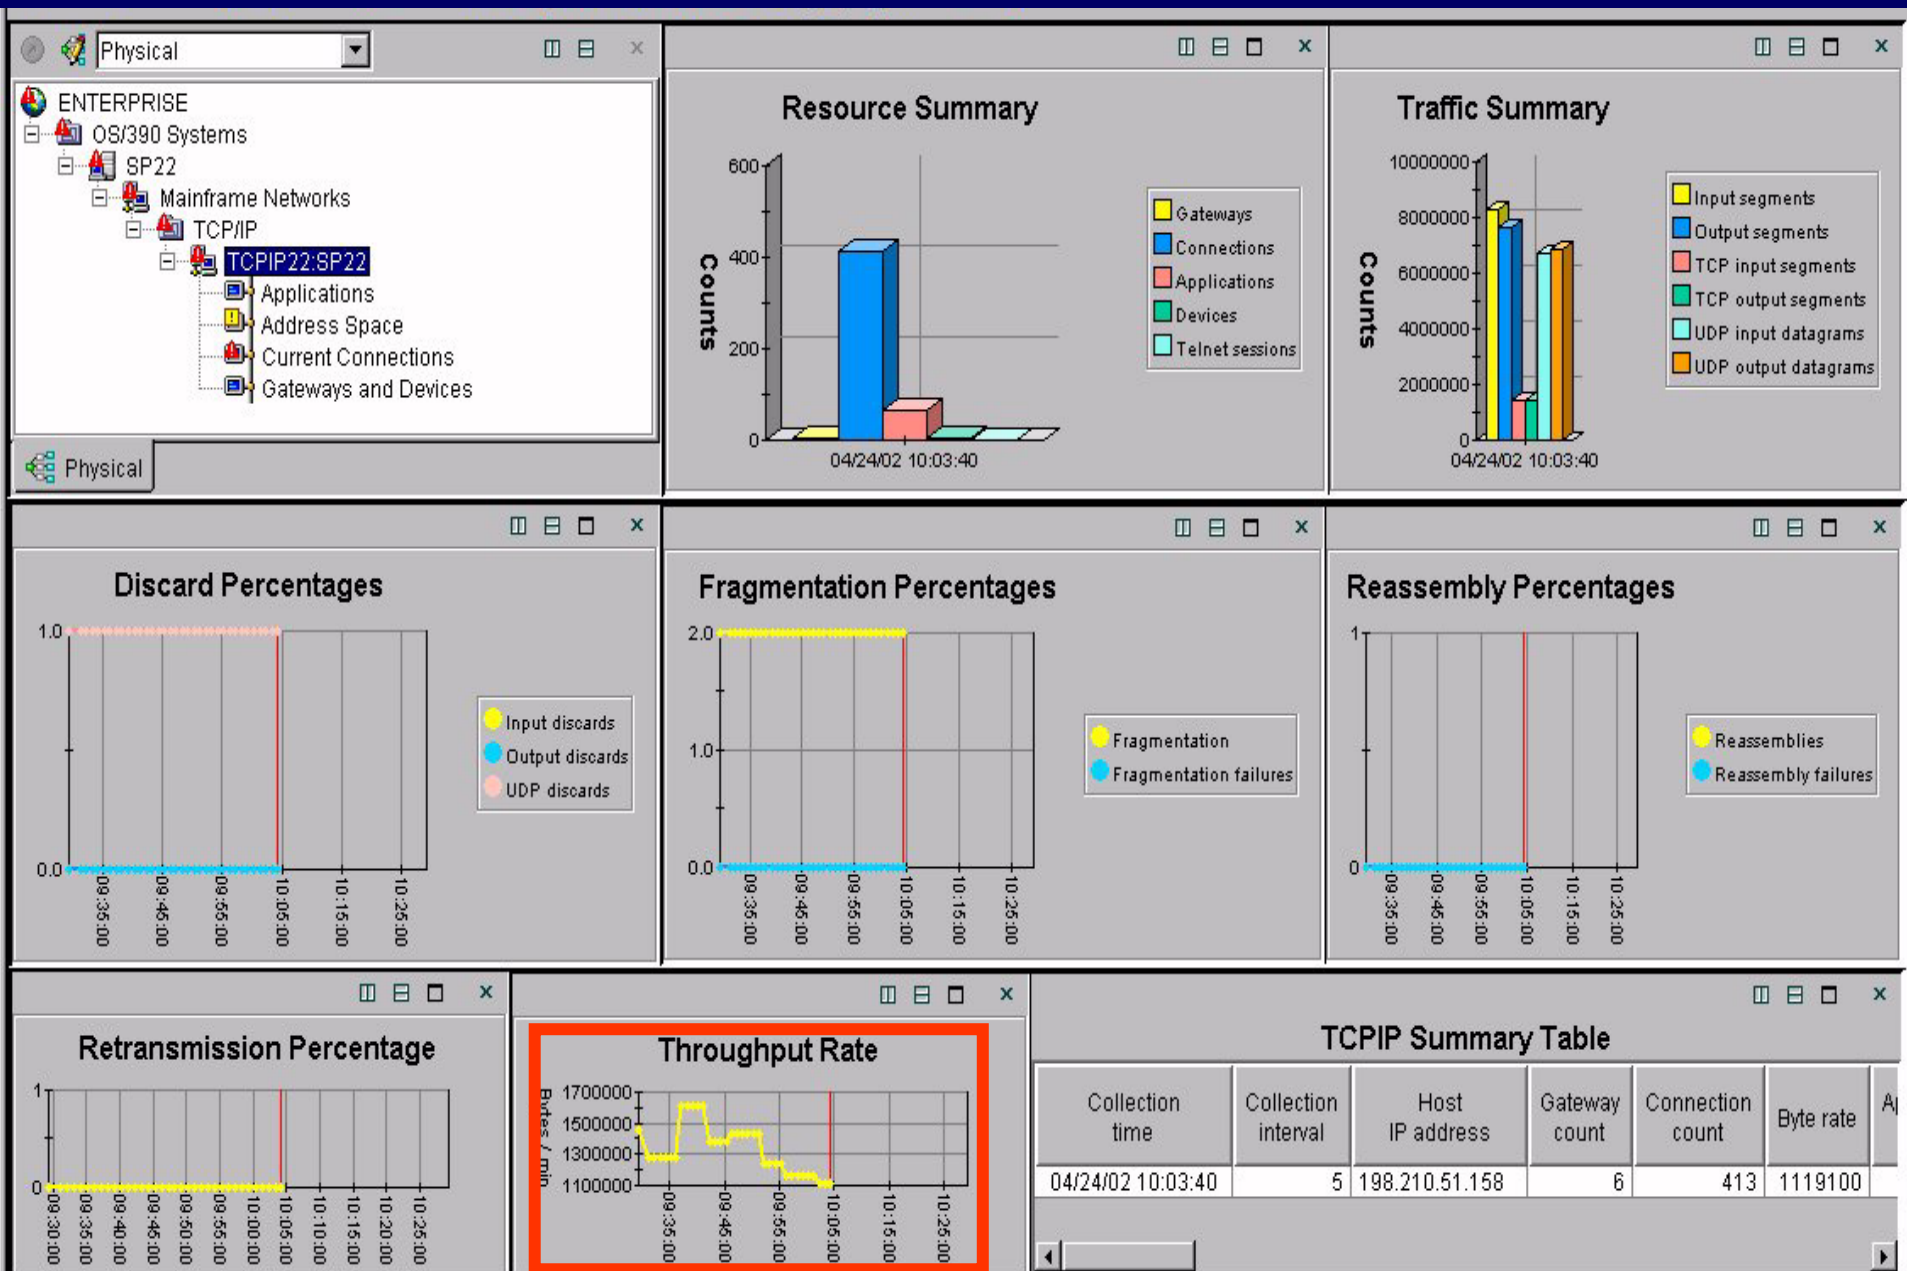 Physical
ENTERPRISE
OS/390 Systems
SP22
Mainframe Networks
TCP/IP
TCPIP22:SP22
Applications
Address Space
Current Connections
Gateways and Devices
Physical
Resource Summary
Counts
600
400
200
0
04/24/02 10:03:40
Gateways
Connections
Applications
Devices
Telnet sessions
Traffic Summary
Counts
10000000
8000000
6000000
4000000
2000000
0
04/24/02 10:03:40
Input segments
Output segments
TCP input segments
TCP output segments
UDP input datagrams
UDP output datagrams
Discard Percentages
1.0
0.0
09:35:00
09:45:00
09:55:00
10:05:00
10:15:00
10:25:00
Input discards
Output discards
UDP discards
Fragmentation Percentages
2.0
1.0
0.0
09:35:00
09:45:00
09:55:00
10:05:00
10:15:00
10:25:00
Fragmentation
Fragmentation failures
Reassembly Percentages
1
0
09:35:00
09:45:00
09:55:00
10:05:00
10:15:00
10:25:00
Reassemblies
Reassembly failures
Retransmission Percentage
1
0
09:30:00
09:35:00
09:40:00
09:45:00
09:50:00
09:55:00
10:00:00
10:05:00
10:10:00
10:15:00
10:20:00
10:25:00
Throughput Rate
Bytes / min
1700000
1500000
1300000
1100000
09:35:00
09:45:00
09:55:00
10:05:00
10:15:00
10:25:00
TCPIP Summary Table
Collection time
Collection interval
Host IP address
Gateway count
Connection count
Byte rate
04/24/02 10:03:40 5 198.210.51.158 6 413 1119100